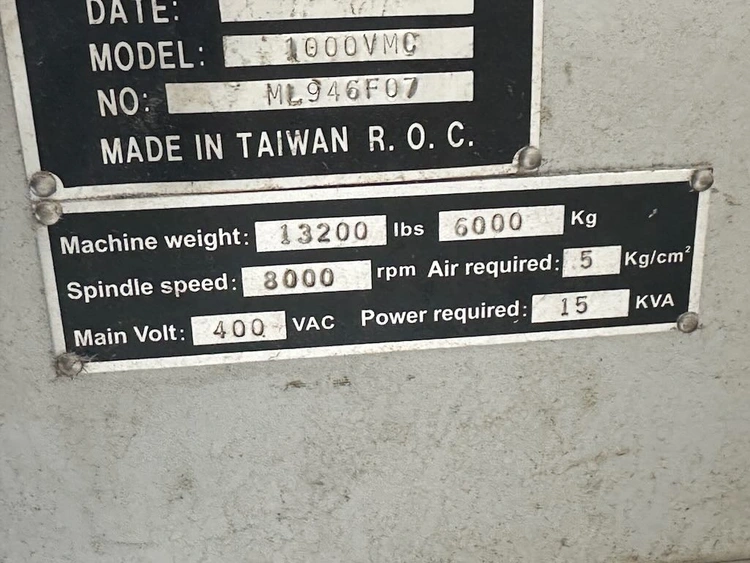 DATE:
MODEL: 1000VMC
NO: ML946F07
MADE IN TAIWAN R. O. C.
Machine weight: 13200 lbs 6000 Kg
Spindle speed: 8000 rpm Air required: 5 Kg/cm²
Main Volt: 400 VAC Power required: 15 KVA